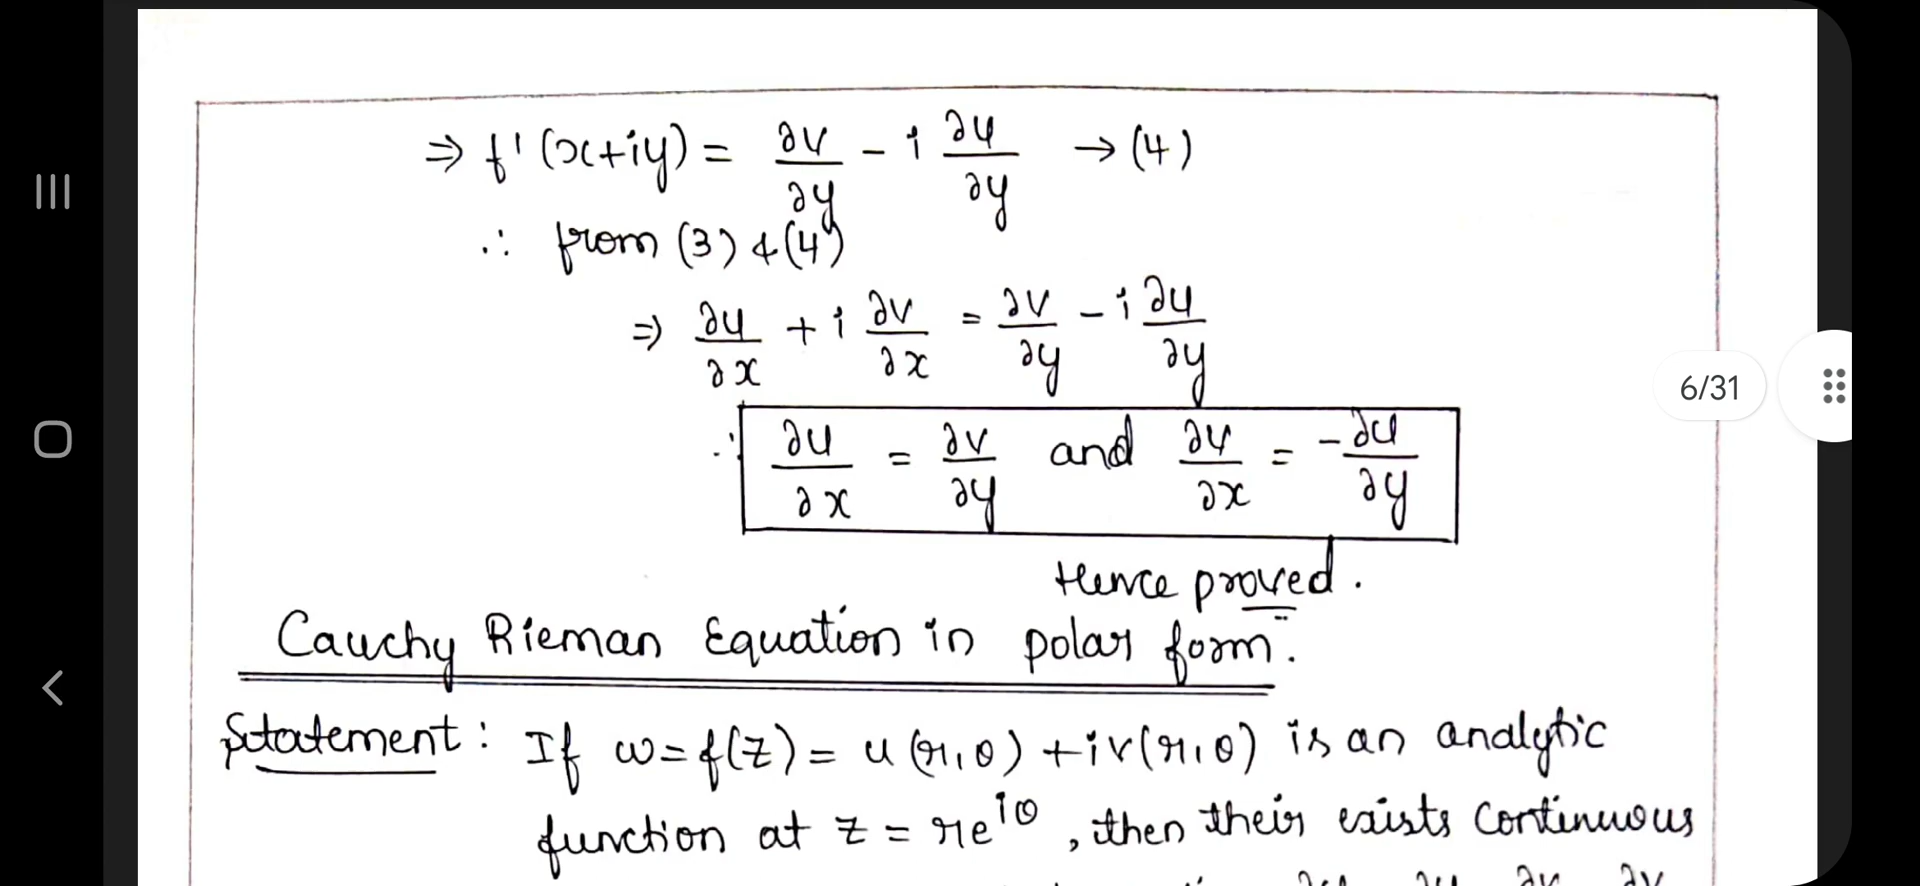 ⇒ f'(x+iy) = ∂v/∂y - i ∂u/∂y → (4)
∴ from (3) & (4)
⇒ ∂u/∂x + i ∂v/∂x = ∂v/∂y - i ∂u/∂y
∴ ∂u/∂x = ∂v/∂y and ∂v/∂x = -∂u/∂y
6/31
Hence proved.
Cauchy Rieman Equation in polar form.
Statement: If w=f(z)= u(r,θ)+iv(r,θ) is an analytic
function at z = re^iθ, then their exists continuous